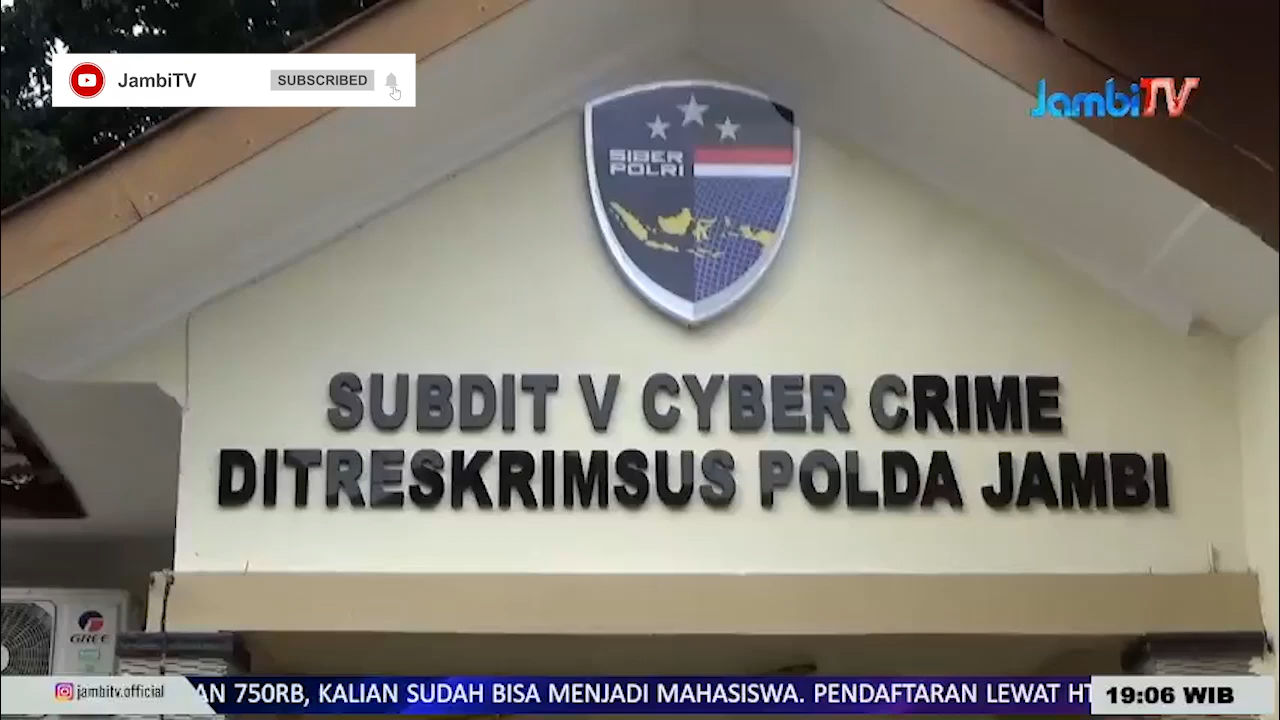 JambiTV
SUBSCRIBED
JambiTV
SIBER
POLRI
SUBDIT V CYBER CRIME
DITRESKRIMSUS POLDA JAMBI
GREE
jambitv.official
AN 750RB, KALIAN SUDAH BISA MENJADI MAHASISWA. PENDAFTARAN LEWAT HT
19:06 WIB